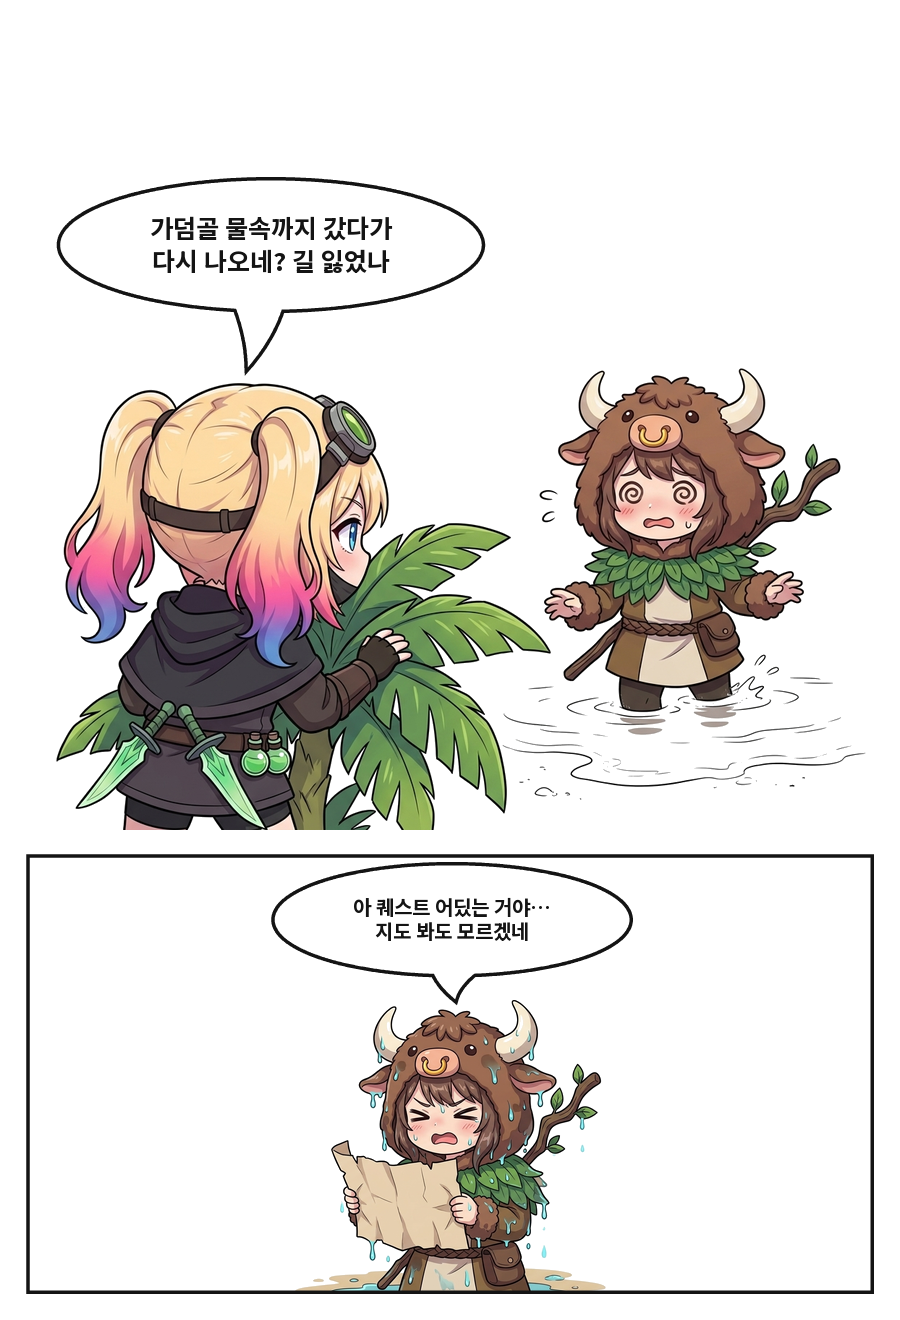 가덤골 물속까지 갔다가
다시 나오네? 길 잃었나
아 퀘스트 어딨는 거야…
지도 봐도 모르겠네